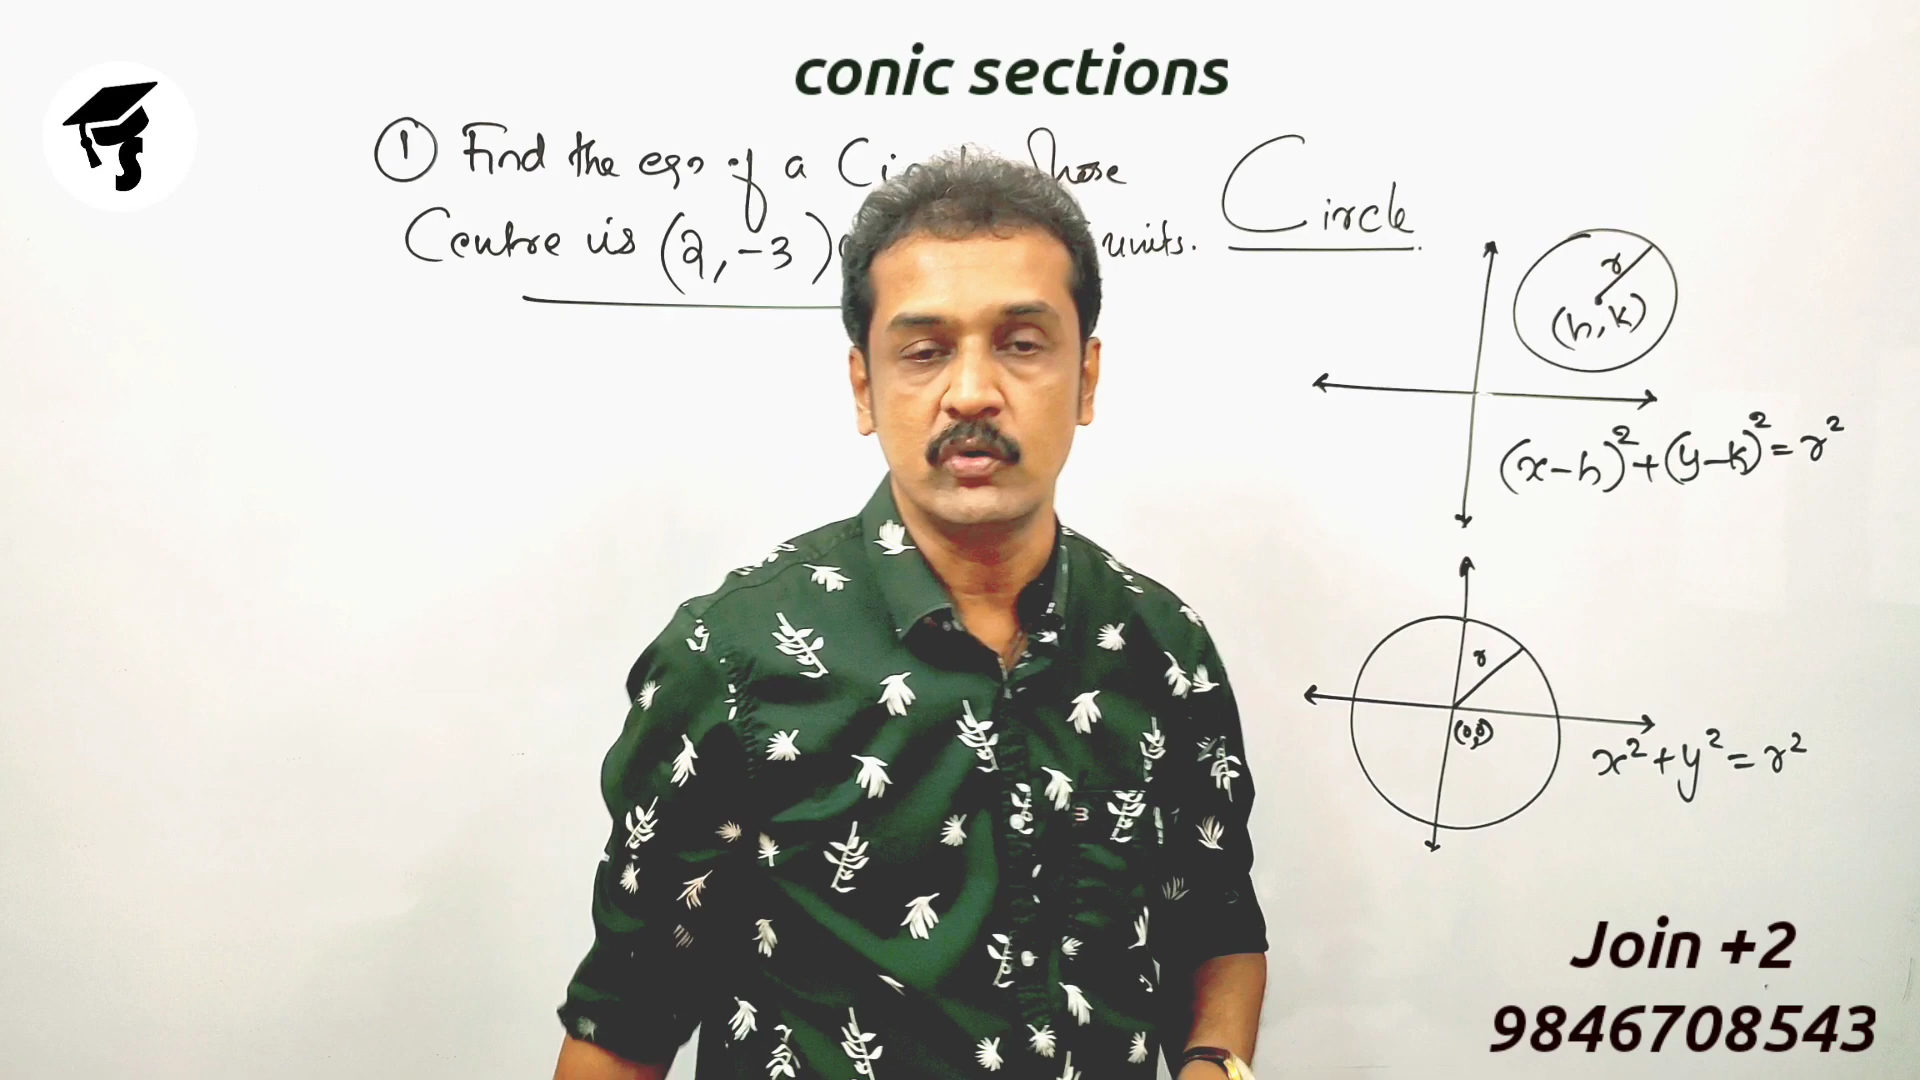 conic sections
① Find the eqn of a
Centre is (2, -3) units.
Circle
r
(h, k)
(x-h)²+(y-k)²=r²
r
(0,0)
x²+y²=r²
Join +2
9846708543